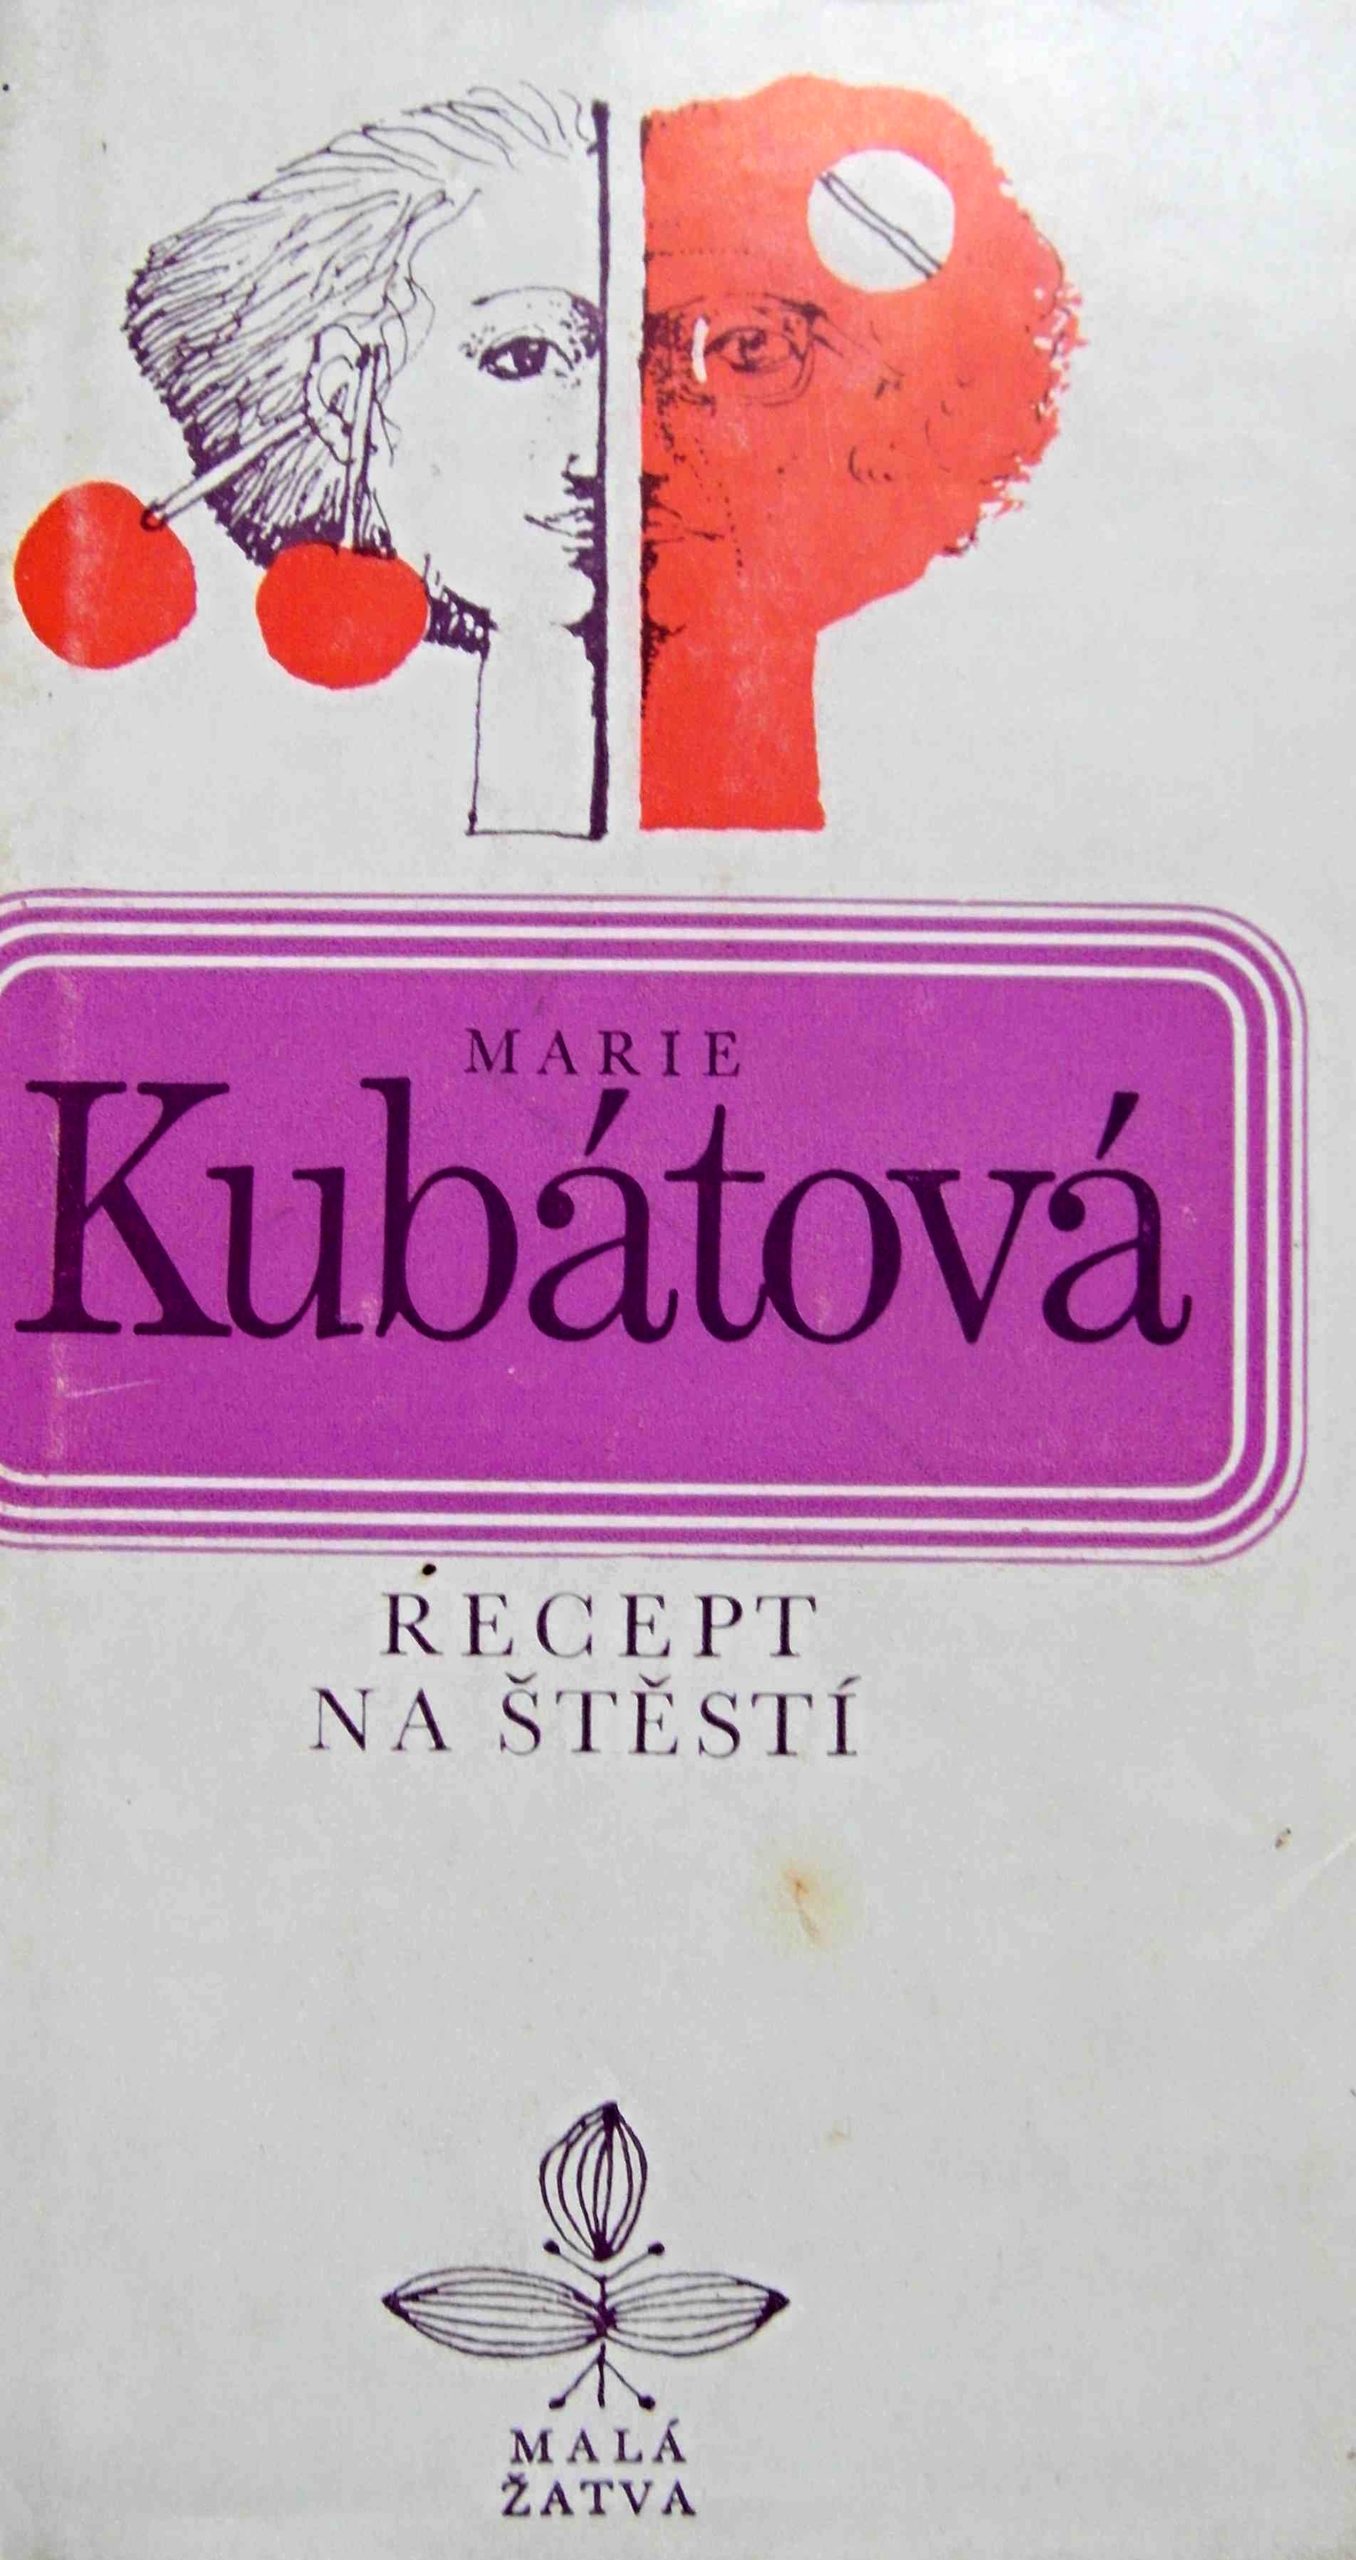 MARIE
Kubátová
RECEPT
NA ŠTĚSTÍ
MALÁ
ŽATVA